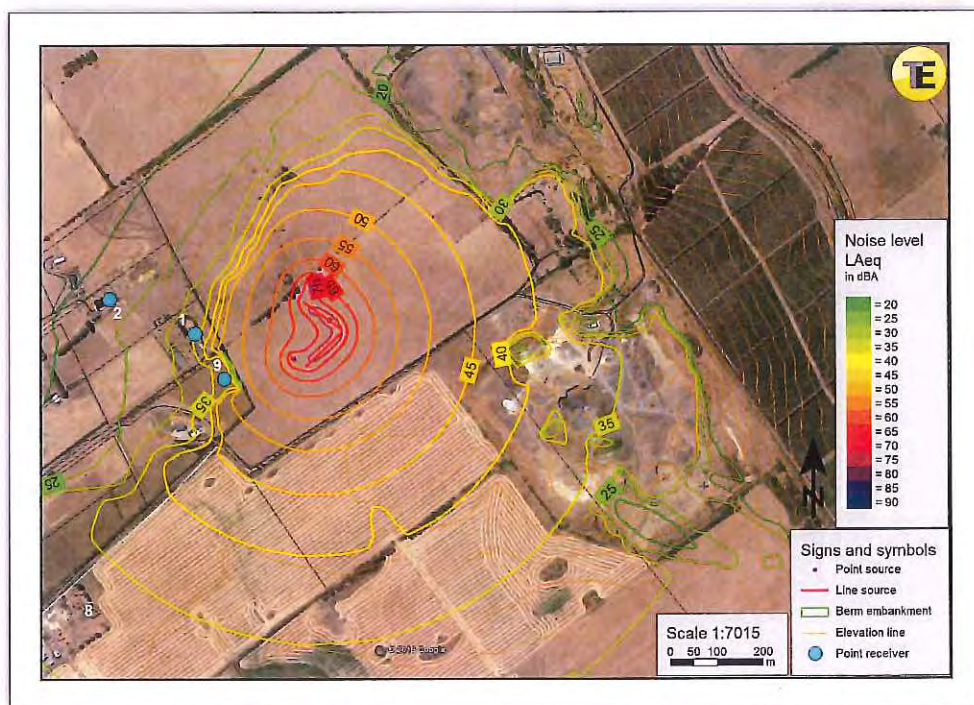 TE
20
30
25
50
55
60
2
1
9
35
45
40
35
25
25
8
© 2015 Google
Noise level
LAeq
in dBA
= 20
= 25
= 30
= 35
= 40
= 45
= 50
= 55
= 60
= 65
= 70
= 75
= 80
= 85
= 90
N
Signs and symbols
Point source
Line source
Berm embankment
Elevation line
Point receiver
Scale 1:7015
0 50 100 200
m